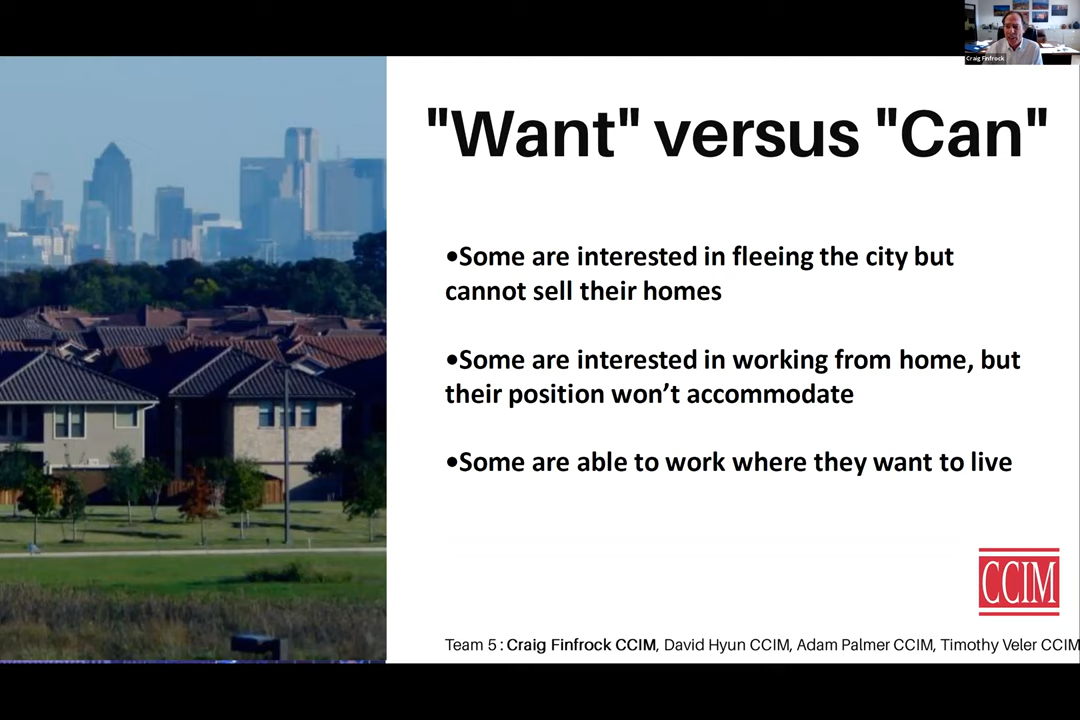 Craig Finfrock
"Want" versus "Can"
•Some are interested in fleeing the city but
cannot sell their homes
•Some are interested in working from home, but
their position won’t accommodate
•Some are able to work where they want to live
CCIM
Team 5 : Craig Finfrock CCIM, David Hyun CCIM, Adam Palmer CCIM, Timothy Veler CCIM